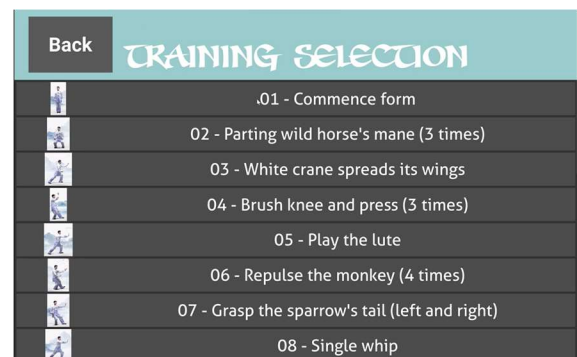 Back
TRAINING SELECTION
01 - Commence form
02 - Parting wild horse's mane (3 times)
03 - White crane spreads its wings
04 - Brush knee and press (3 times)
05 - Play the lute
06 - Repulse the monkey (4 times)
07 - Grasp the sparrow's tail (left and right)
08 - Single whip